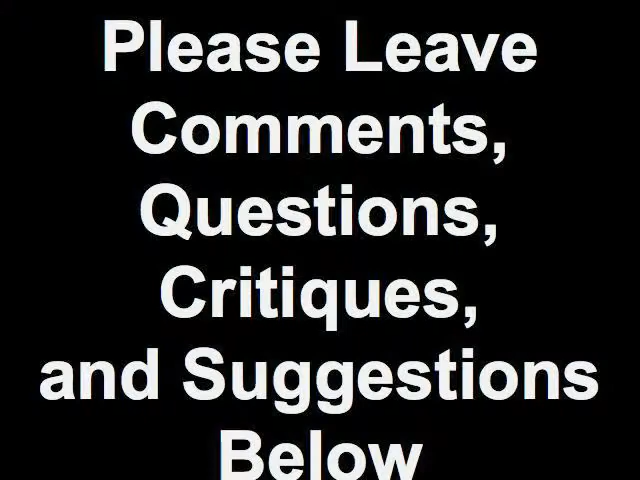 Please Leave
Comments,
Questions,
Critiques,
and Suggestions
Below